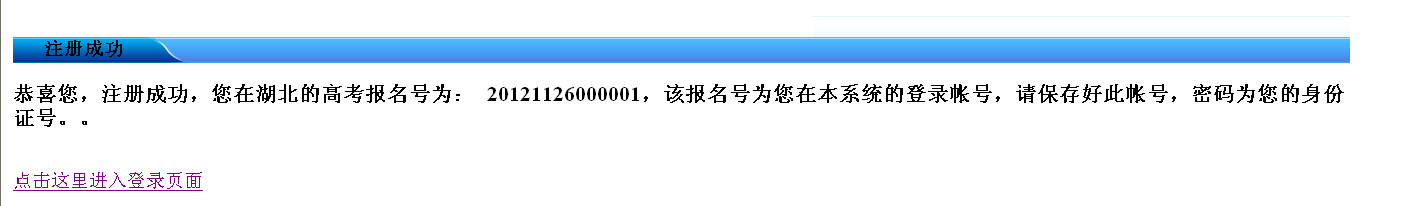 注册成功
恭喜您，注册成功，您在湖北的高考报名号为： 20121126000001，该报名号为您在本系统的登录帐号，请保存好此帐号，密码为您的身份
证号。。
点击这里进入登录页面